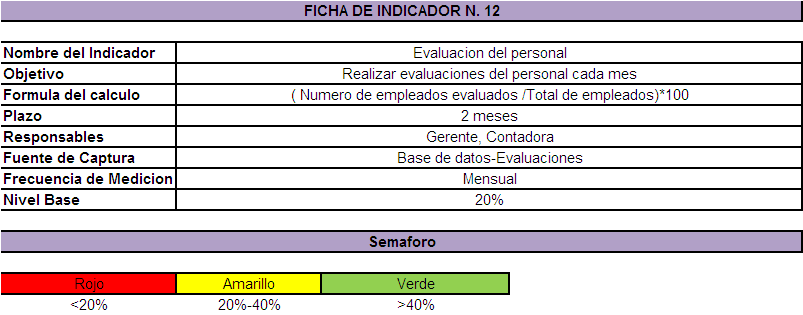 FICHA DE INDICADOR N. 12
Nombre del Indicador Evaluacion del personal
Objetivo Realizar evaluaciones del personal cada mes
Formula del calculo ( Numero de empleados evaluados /Total de empleados)*100
Plazo 2 meses
Responsables Gerente, Contadora
Fuente de Captura Base de datos-Evaluaciones
Frecuencia de Medicion Mensual
Nivel Base 20%
Semaforo
Rojo Amarillo Verde
<20% 20%-40% >40%